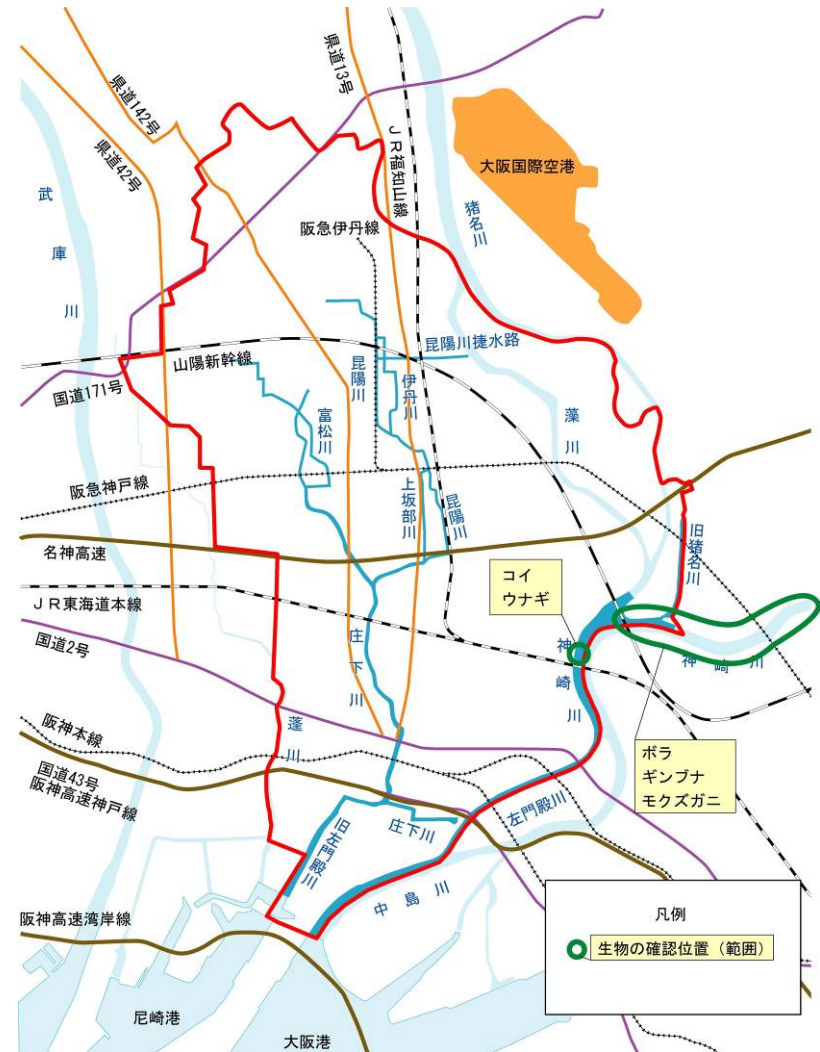 県道13号
県道142号
県道42号
JR福知山線
大阪国際空港
武庫川
猪名川
阪急伊丹線
昆陽川捷水路
山陽新幹線
国道171号
昆陽川
伊丹川
富松川
藻川
阪急神戸線
上坂部川
昆陽川
名神高速
旧猪名川
コイ
ウナギ
JR東海道本線
国道2号
庄下川
神崎川
神崎川
蓬川
阪神本線
国道43号
阪神高速神戸線
ボラ
ギンブナ
モクズガニ
左門殿川
庄下川
旧左門殿川
中島川
凡例
生物の確認位置（範囲）
阪神高速湾岸線
尼崎港
大阪港